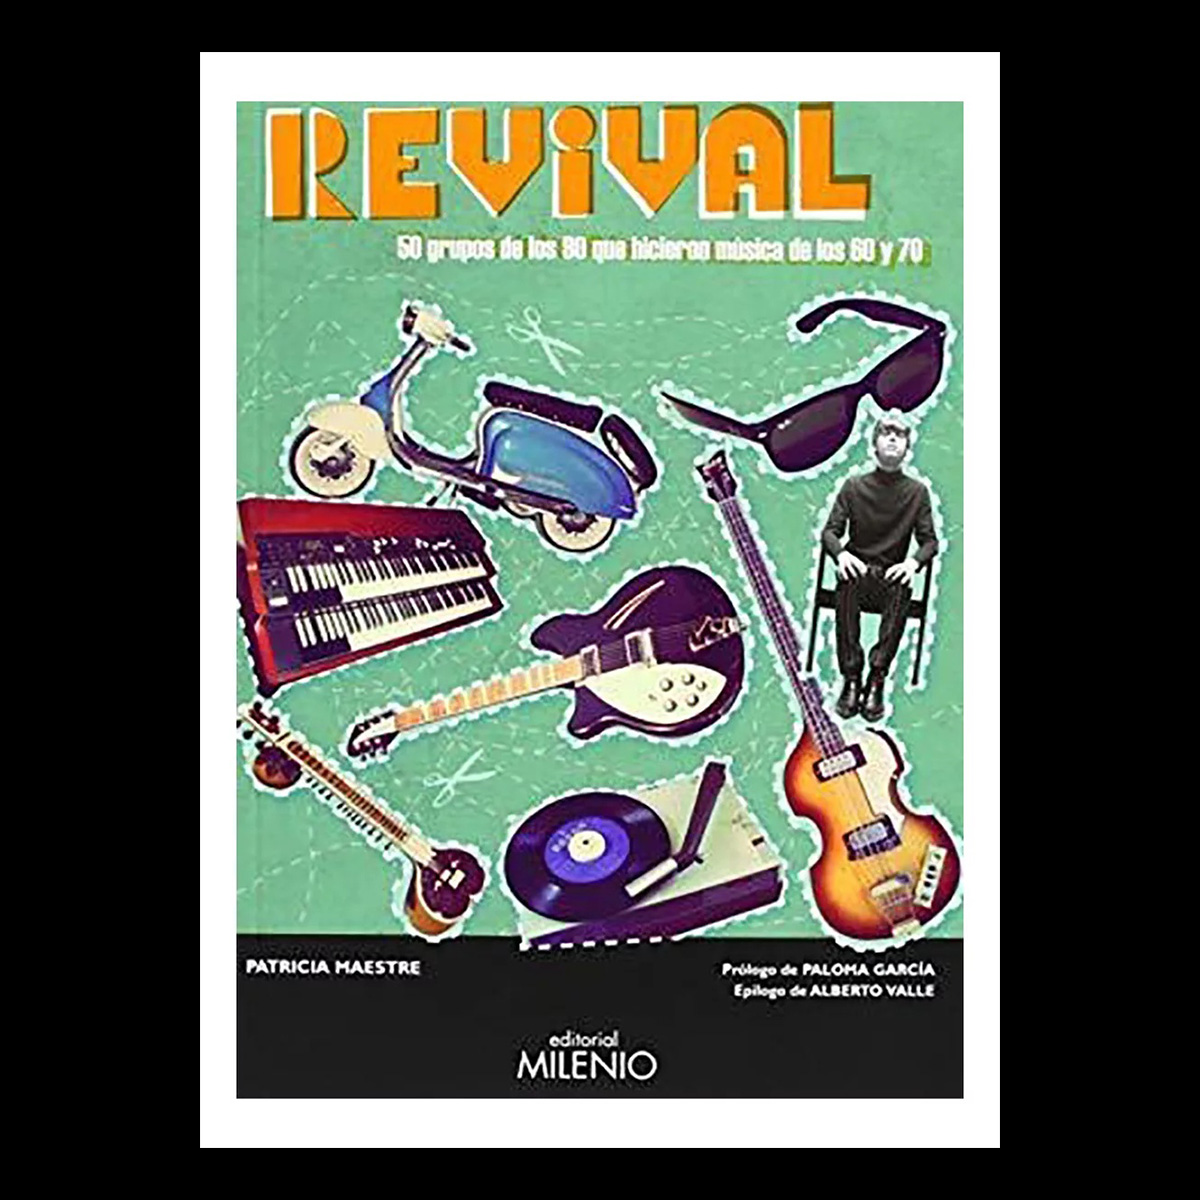 REViVAL
50 grupos de los 80 que hicieron música de los 60 y 70
PATRICIA MAESTRE
Prólogo de PALOMA GARCÍA
Epílogo de ALBERTO VALLE
editorial
MILENIO